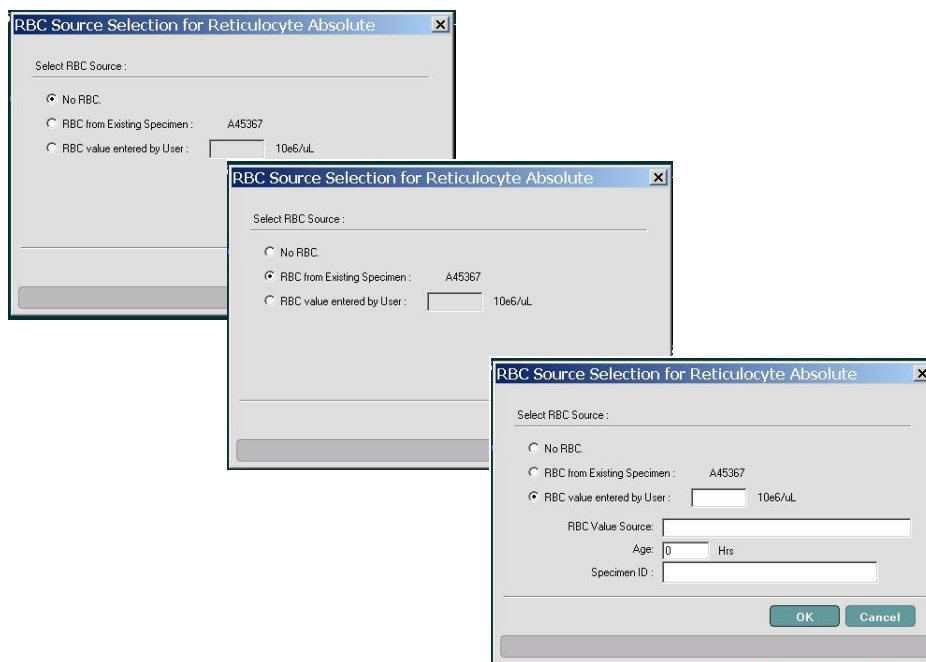 RBC Source Selection for Reticulocyte Absolute
Select RBC Source :
No RBC.
RBC from Existing Specimen : A45367
RBC value entered by User : 10e6/uL
RBC Source Selection for Reticulocyte Absolute
Select RBC Source :
No RBC.
RBC from Existing Specimen : A45367
RBC value entered by User : 10e6/uL
RBC Source Selection for Reticulocyte Absolute
Select RBC Source :
No RBC.
RBC from Existing Specimen : A45367
RBC value entered by User : 10e6/uL
RBC Value Source:
Age: 0 Hrs
Specimen ID :
OK Cancel